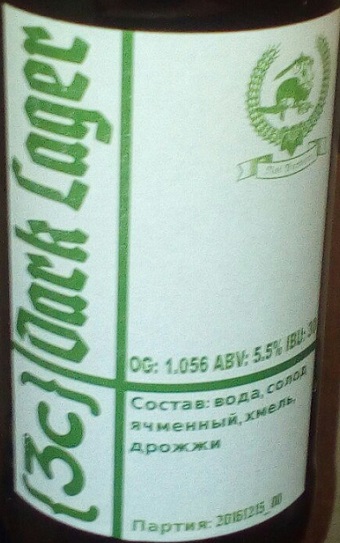 {3c} Dark Lager
OG: 1.056 ABV: 5.5% IBU: 30
Состав: вода, солод
ячменный, хмель,
дрожжи
Партия: 20161215_00